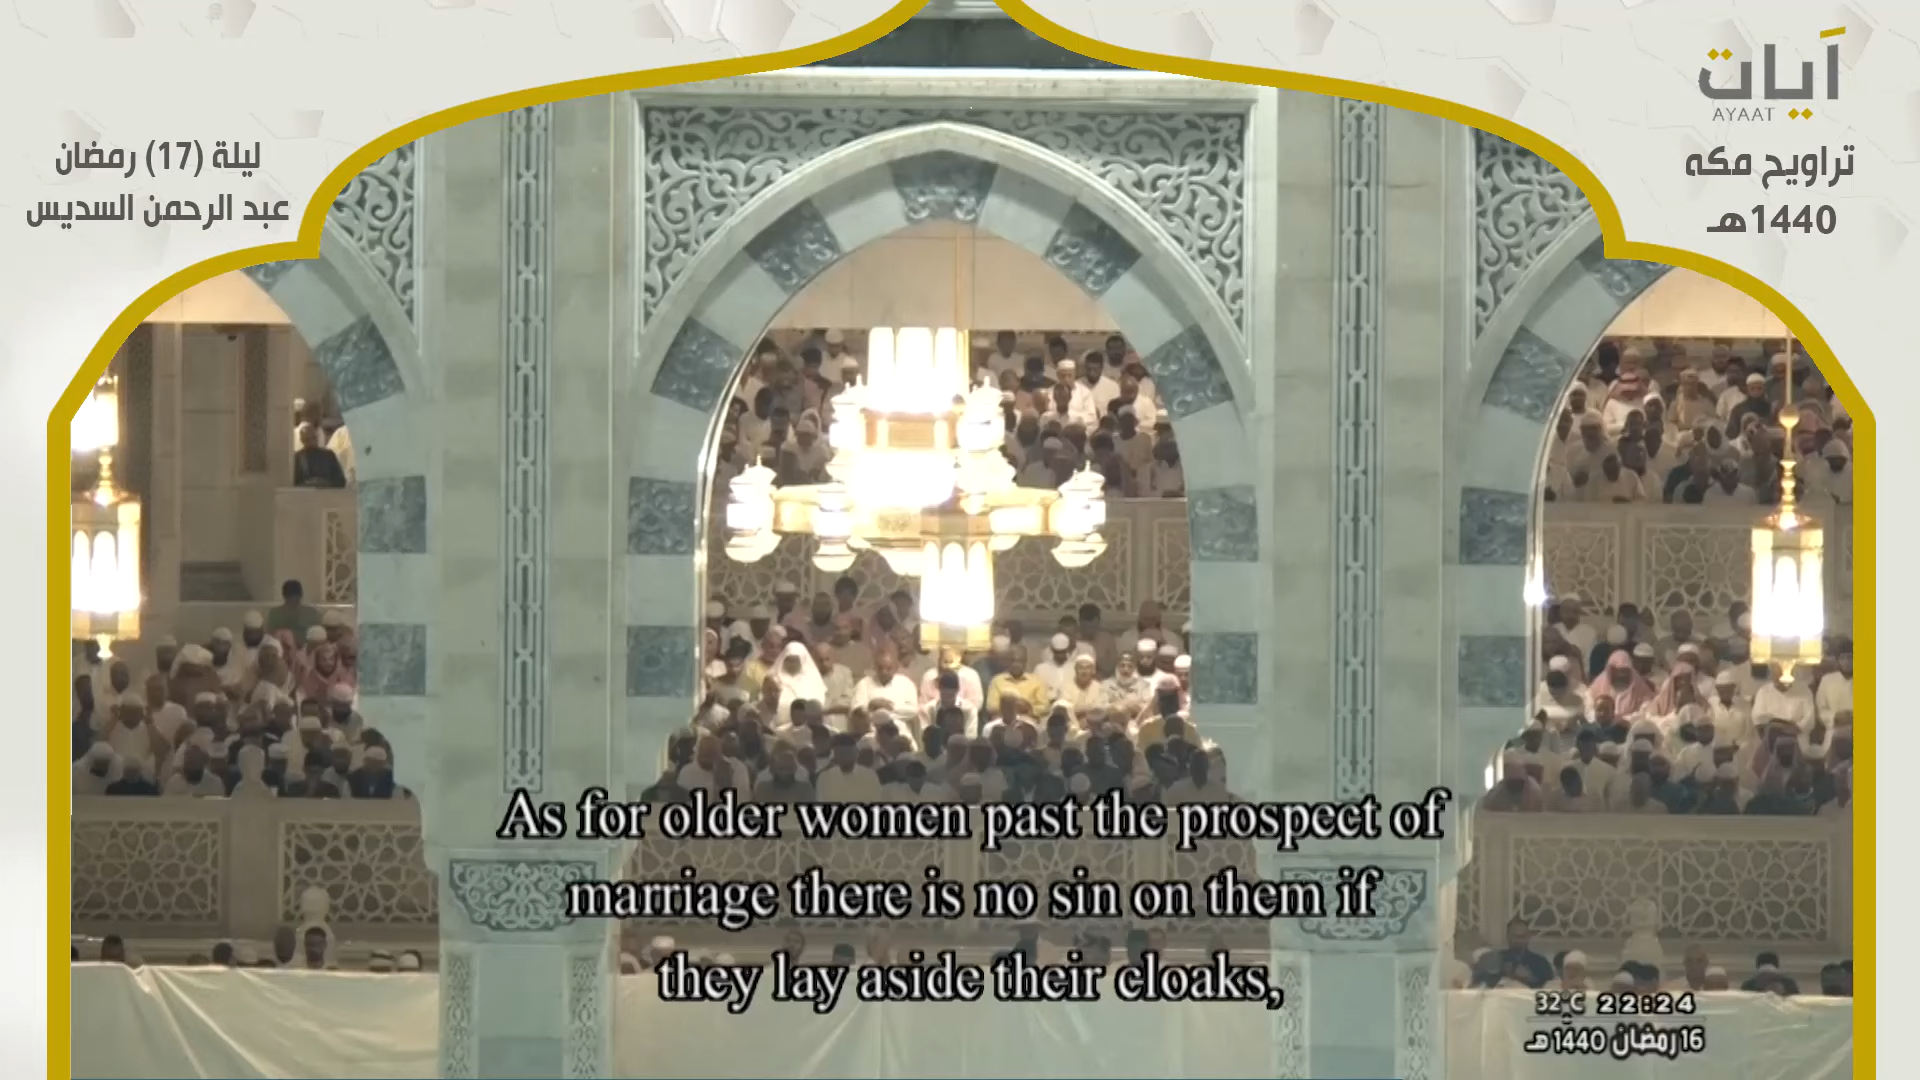 آيات
AYAAT
تراويح مكه
1440هـ
ليلة (17) رمضان
عبد الرحمن السديس
As for older women past the prospect of
marriage there is no sin on them if
they lay aside their cloaks,
32°C 22:24
16 رمضان 1440هـ